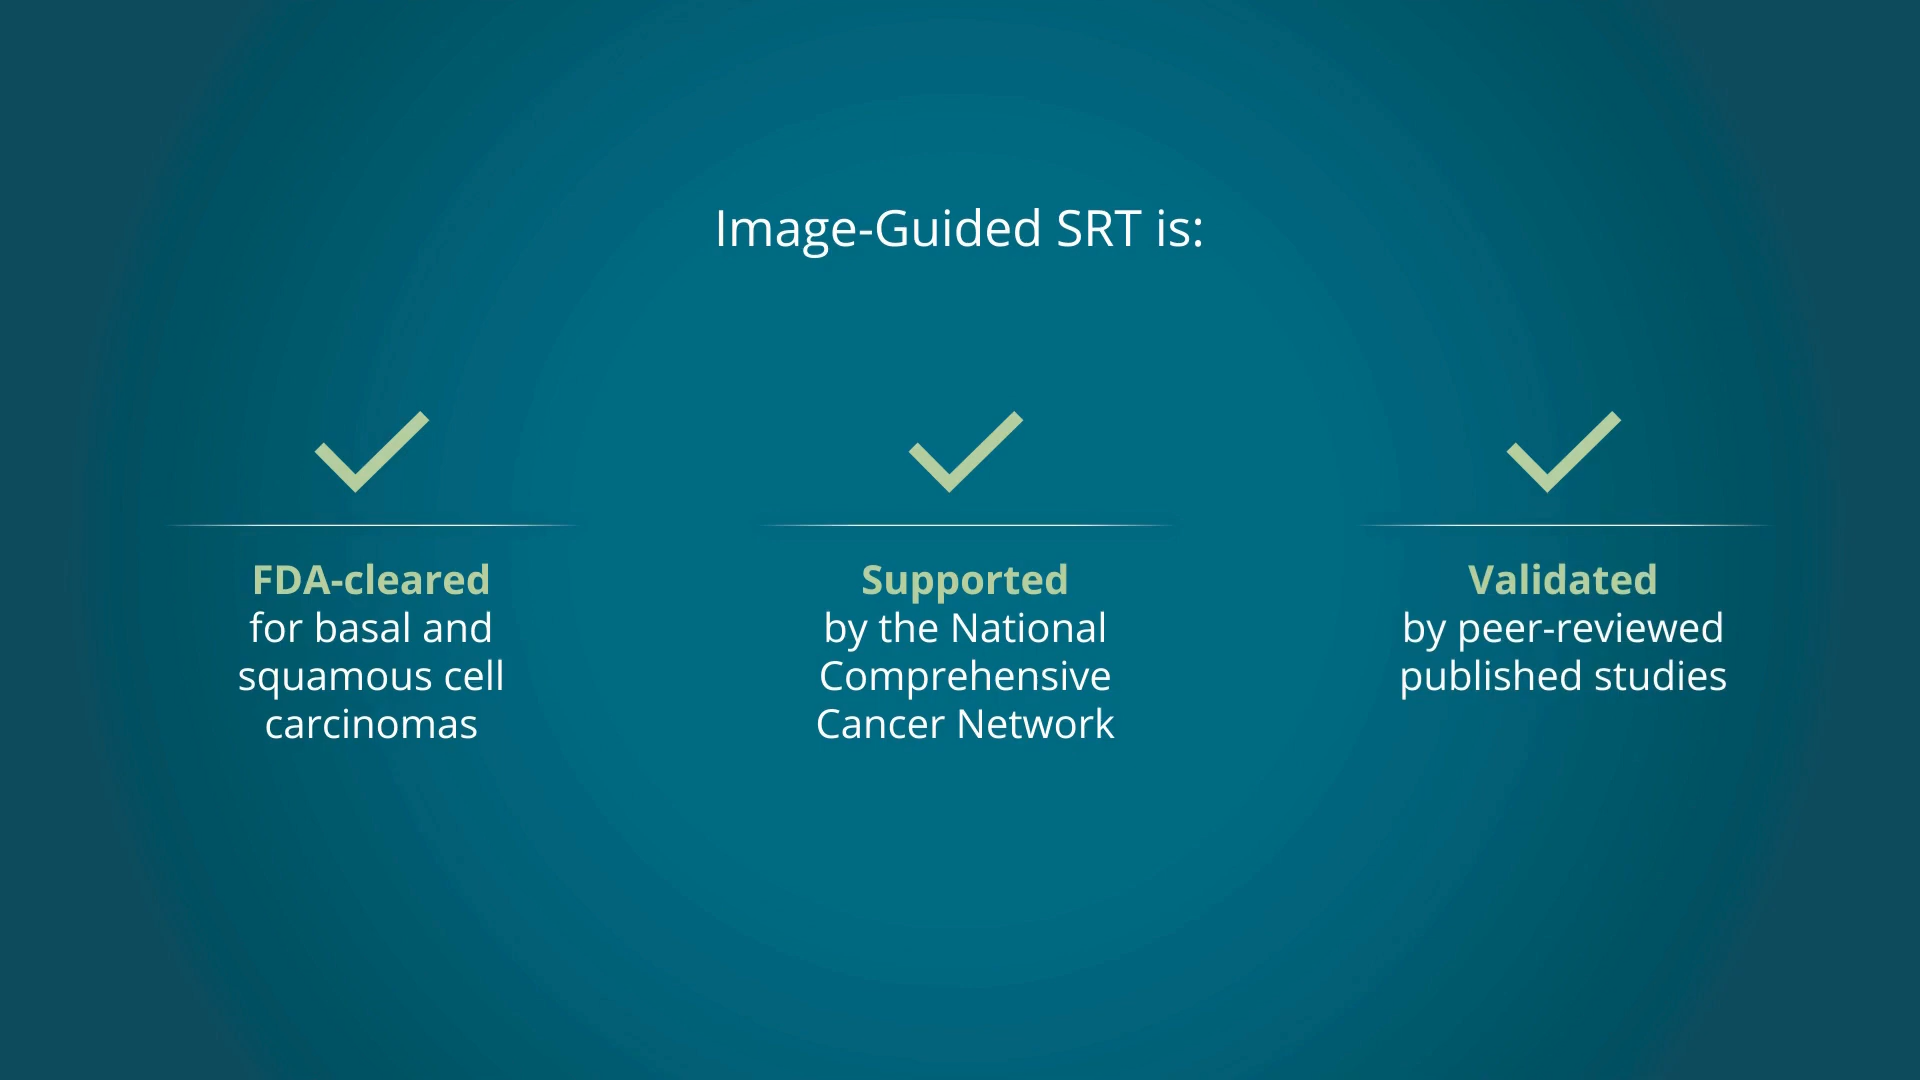 Image-Guided SRT is:
FDA-cleared
for basal and
squamous cell
carcinomas
Supported
by the National
Comprehensive
Cancer Network
Validated
by peer-reviewed
published studies